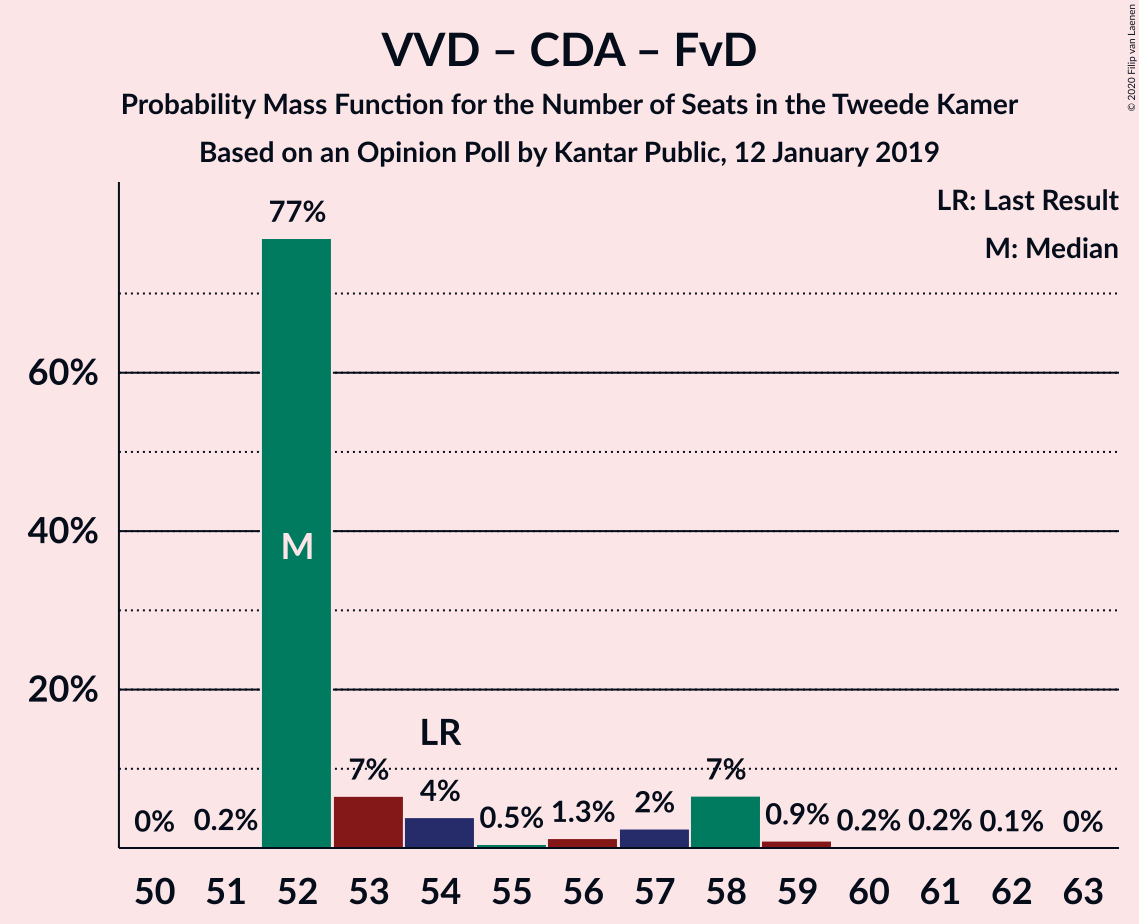 VVD – CDA – FvD
Probability Mass Function for the Number of Seats in the Tweede Kamer
Based on an Opinion Poll by Kantar Public, 12 January 2019
© 2020 Filip van Laenen
LR: Last Result
M: Median
77%
60%
40%
M
20%
LR
0% 0.2% 7% 4% 0.5% 1.3% 2% 7% 0.9% 0.2% 0.2% 0.1% 0%
50 51 52 53 54 55 56 57 58 59 60 61 62 63